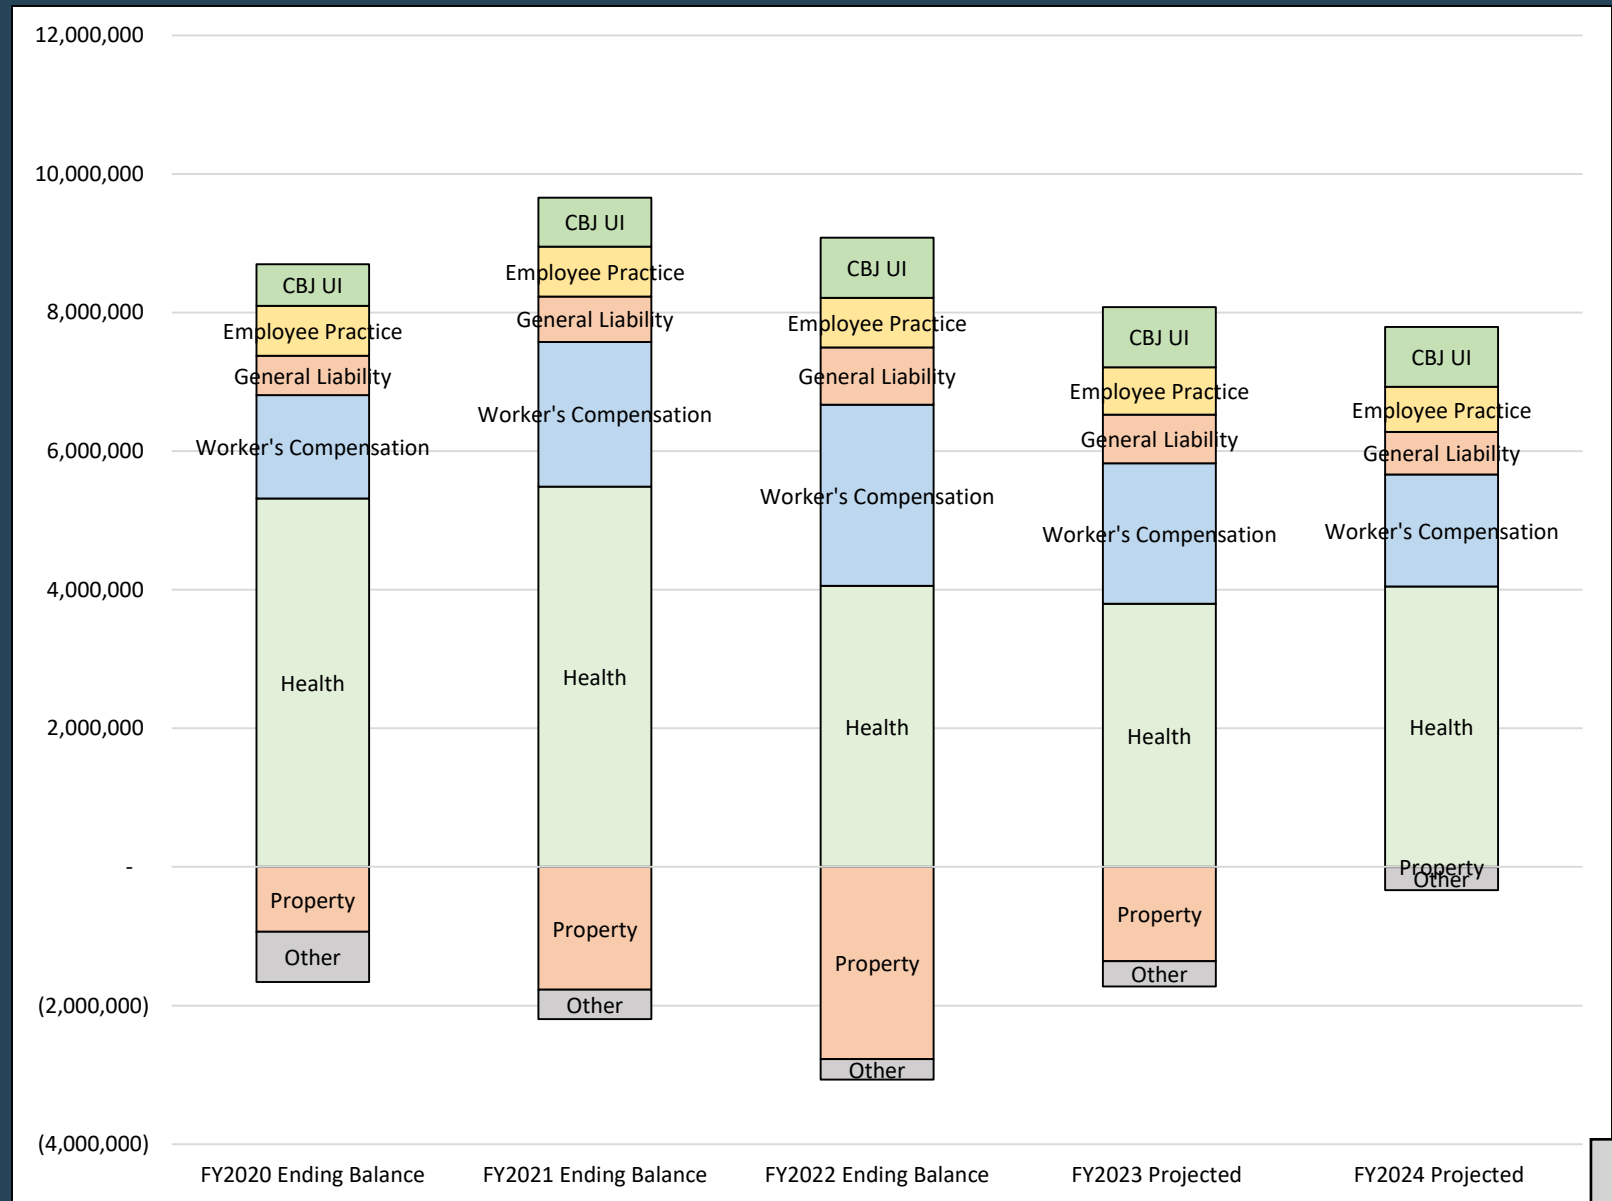 12,000,000
10,000,000
8,000,000
6,000,000
4,000,000
2,000,000
-
(2,000,000)
(4,000,000)
CBJ UI
Employee Practice
General Liability
Worker's Compensation
Health
Property
Other
CBJ UI
Employee Practice
General Liability
Worker's Compensation
Health
Property
Other
CBJ UI
Employee Practice
General Liability
Worker's Compensation
Health
Property
Other
CBJ UI
Employee Practice
General Liability
Worker's Compensation
Health
Property
Other
CBJ UI
Employee Practice
General Liability
Worker's Compensation
Health
Property
Other
FY2020 Ending Balance
FY2021 Ending Balance
FY2022 Ending Balance
FY2023 Projected
FY2024 Projected